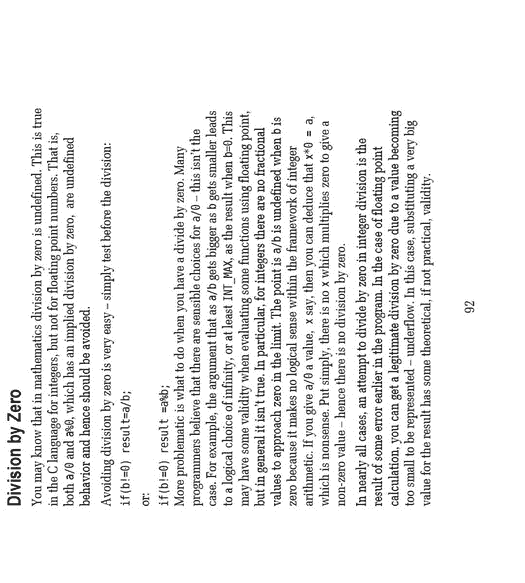 Division by Zero
You may know that in mathematics division by zero is undefined. This is true
in the C language for integers, but not for floating point numbers. That is,
both a/0 and a%0, which has an implied division by zero, are undefined
behavior and hence should be avoided.
Avoiding division by zero is very easy – simply test before the division:
if(b!=0) result=a/b;
or:
if(b!=0) result =a%b;
More problematic is what to do when you have a divide by zero. Many
programmers believe that there are sensible choices for a/0 – this isn't the
case. For example, the argument that as a/b gets bigger as b gets smaller leads
to a logical choice of infinity, or at least INT_MAX, as the result when b=0. This
may have some validity when evaluating some functions using floating point,
but in general it isn't true. In particular, for integers there are no fractional
values to approach zero in the limit. The point is a/b is undefined when b is
zero because it makes no logical sense within the framework of integer
arithmetic. If you give a/0 a value, x say, then you can deduce that x*0 = a,
which is nonsense. Put simply, there is no x which multiplies zero to give a
non-zero value – hence there is no division by zero.
In nearly all cases, an attempt to divide by zero in integer division is the
result of some error earlier in the program. In the case of floating point
calculation, you can get a legitimate division by zero due to a value becoming
too small to be represented – underflow. In this case, substituting a very big
value for the result has some theoretical, if not practical, validity.
92